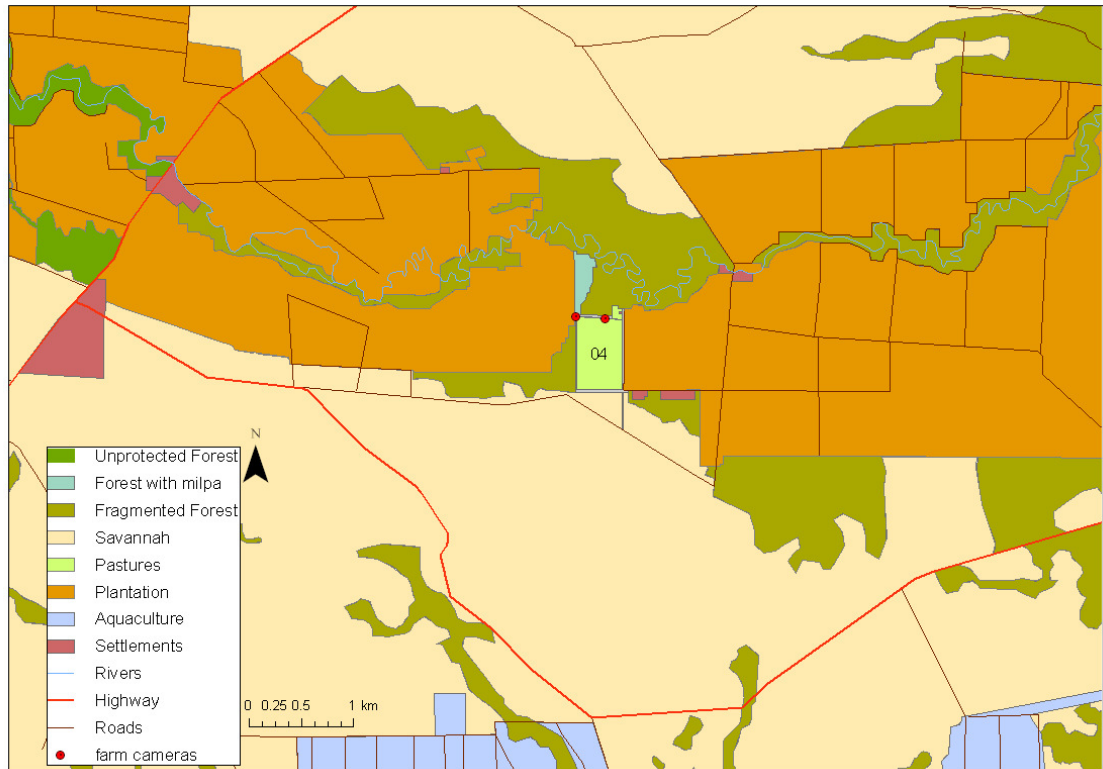 04
N
Unprotected Forest
Forest with milpa
Fragmented Forest
Savannah
Pastures
Plantation
Aquaculture
Settlements
Rivers
Highway
Roads
farm cameras
0 0.25 0.5 1 km